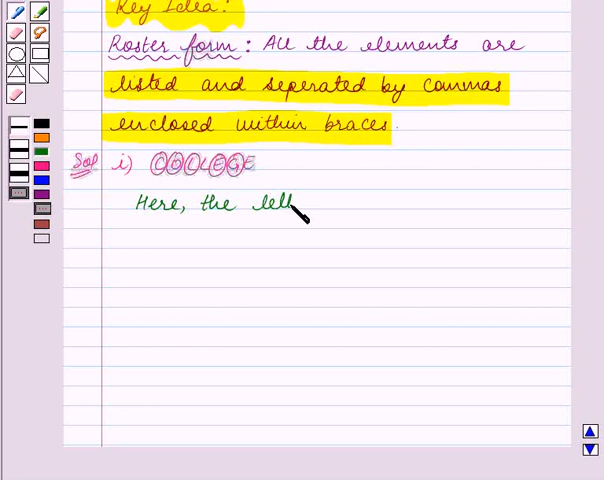 Key Idea:
Roster form: All the elements are
listed and seperated by commas
enclosed within braces.
Sol i) COLLEGE
Here, the lett